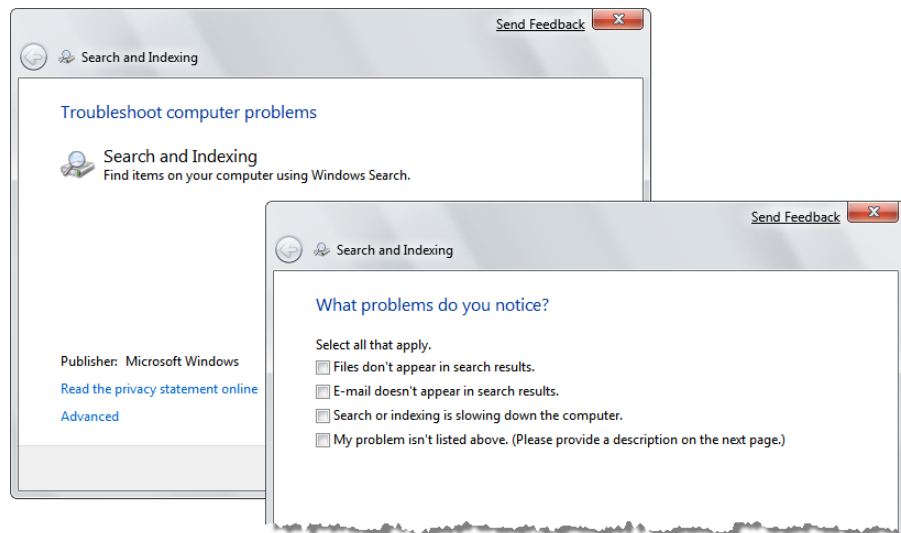 Send Feedback
Search and Indexing
Troubleshoot computer problems
Search and Indexing
Find items on your computer using Windows Search.
Publisher: Microsoft Windows
Read the privacy statement online
Advanced
Send Feedback
Search and Indexing
What problems do you notice?
Select all that apply.
Files don't appear in search results.
E-mail doesn't appear in search results.
Search or indexing is slowing down the computer.
My problem isn't listed above. (Please provide a description on the next page.)